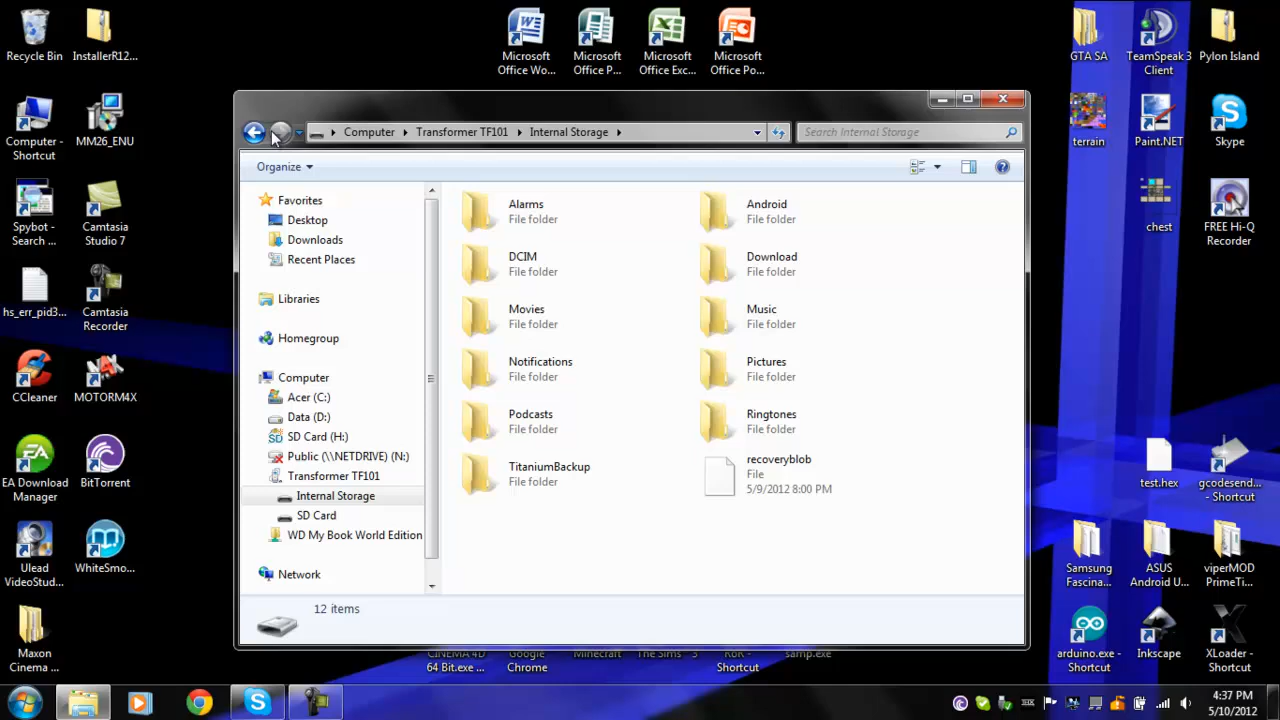 Recycle Bin
InstallerR12...
Microsoft
Office Wo...
Microsoft
Office P...
Microsoft
Office Exc...
Microsoft
Office Po...
GTA SA
TeamSpeak 3
Client
Pylon Island
Computer -
Shortcut
MM26_ENU
terrain
Paint.NET
Skype
Computer
Transformer TF101
Internal Storage
Search Internal Storage
Organize
Spybot -
Search ...
Camtasia
Studio 7
chest
FREE Hi-Q
Recorder
hs_err_pid3...
Camtasia
Recorder
CCleaner
MOTORM4X
EA Download
Manager
BitTorrent
test.hex
gcodesend...
- Shortcut
Ulead
VideoStud...
WhiteSmo...
Samsung
Fascina...
ASUS
Android U...
viperMOD
PrimeTi...
Maxon
Cinema ...
arduino.exe -
Shortcut
Inkscape
XLoader -
Shortcut
Favorites
Desktop
Downloads
Recent Places
Libraries
Homegroup
Computer
Acer (C:)
Data (D:)
SD Card (H:)
Public (\\NETDRIVE) (N:)
Transformer TF101
Internal Storage
SD Card
WD My Book World Edition
Network
Alarms
File folder
Android
File folder
DCIM
File folder
Download
File folder
Movies
File folder
Music
File folder
Notifications
File folder
Pictures
File folder
Podcasts
File folder
Ringtones
File folder
TitaniumBackup
File folder
recoveryblob
File
5/9/2012 8:00 PM
12 items
CINEMA 4D
64 Bit.exe ...
Google
Chrome
Minecraft
The Sims
3
RoR -
Shortcut
samp.exe
4:37 PM
5/10/2012